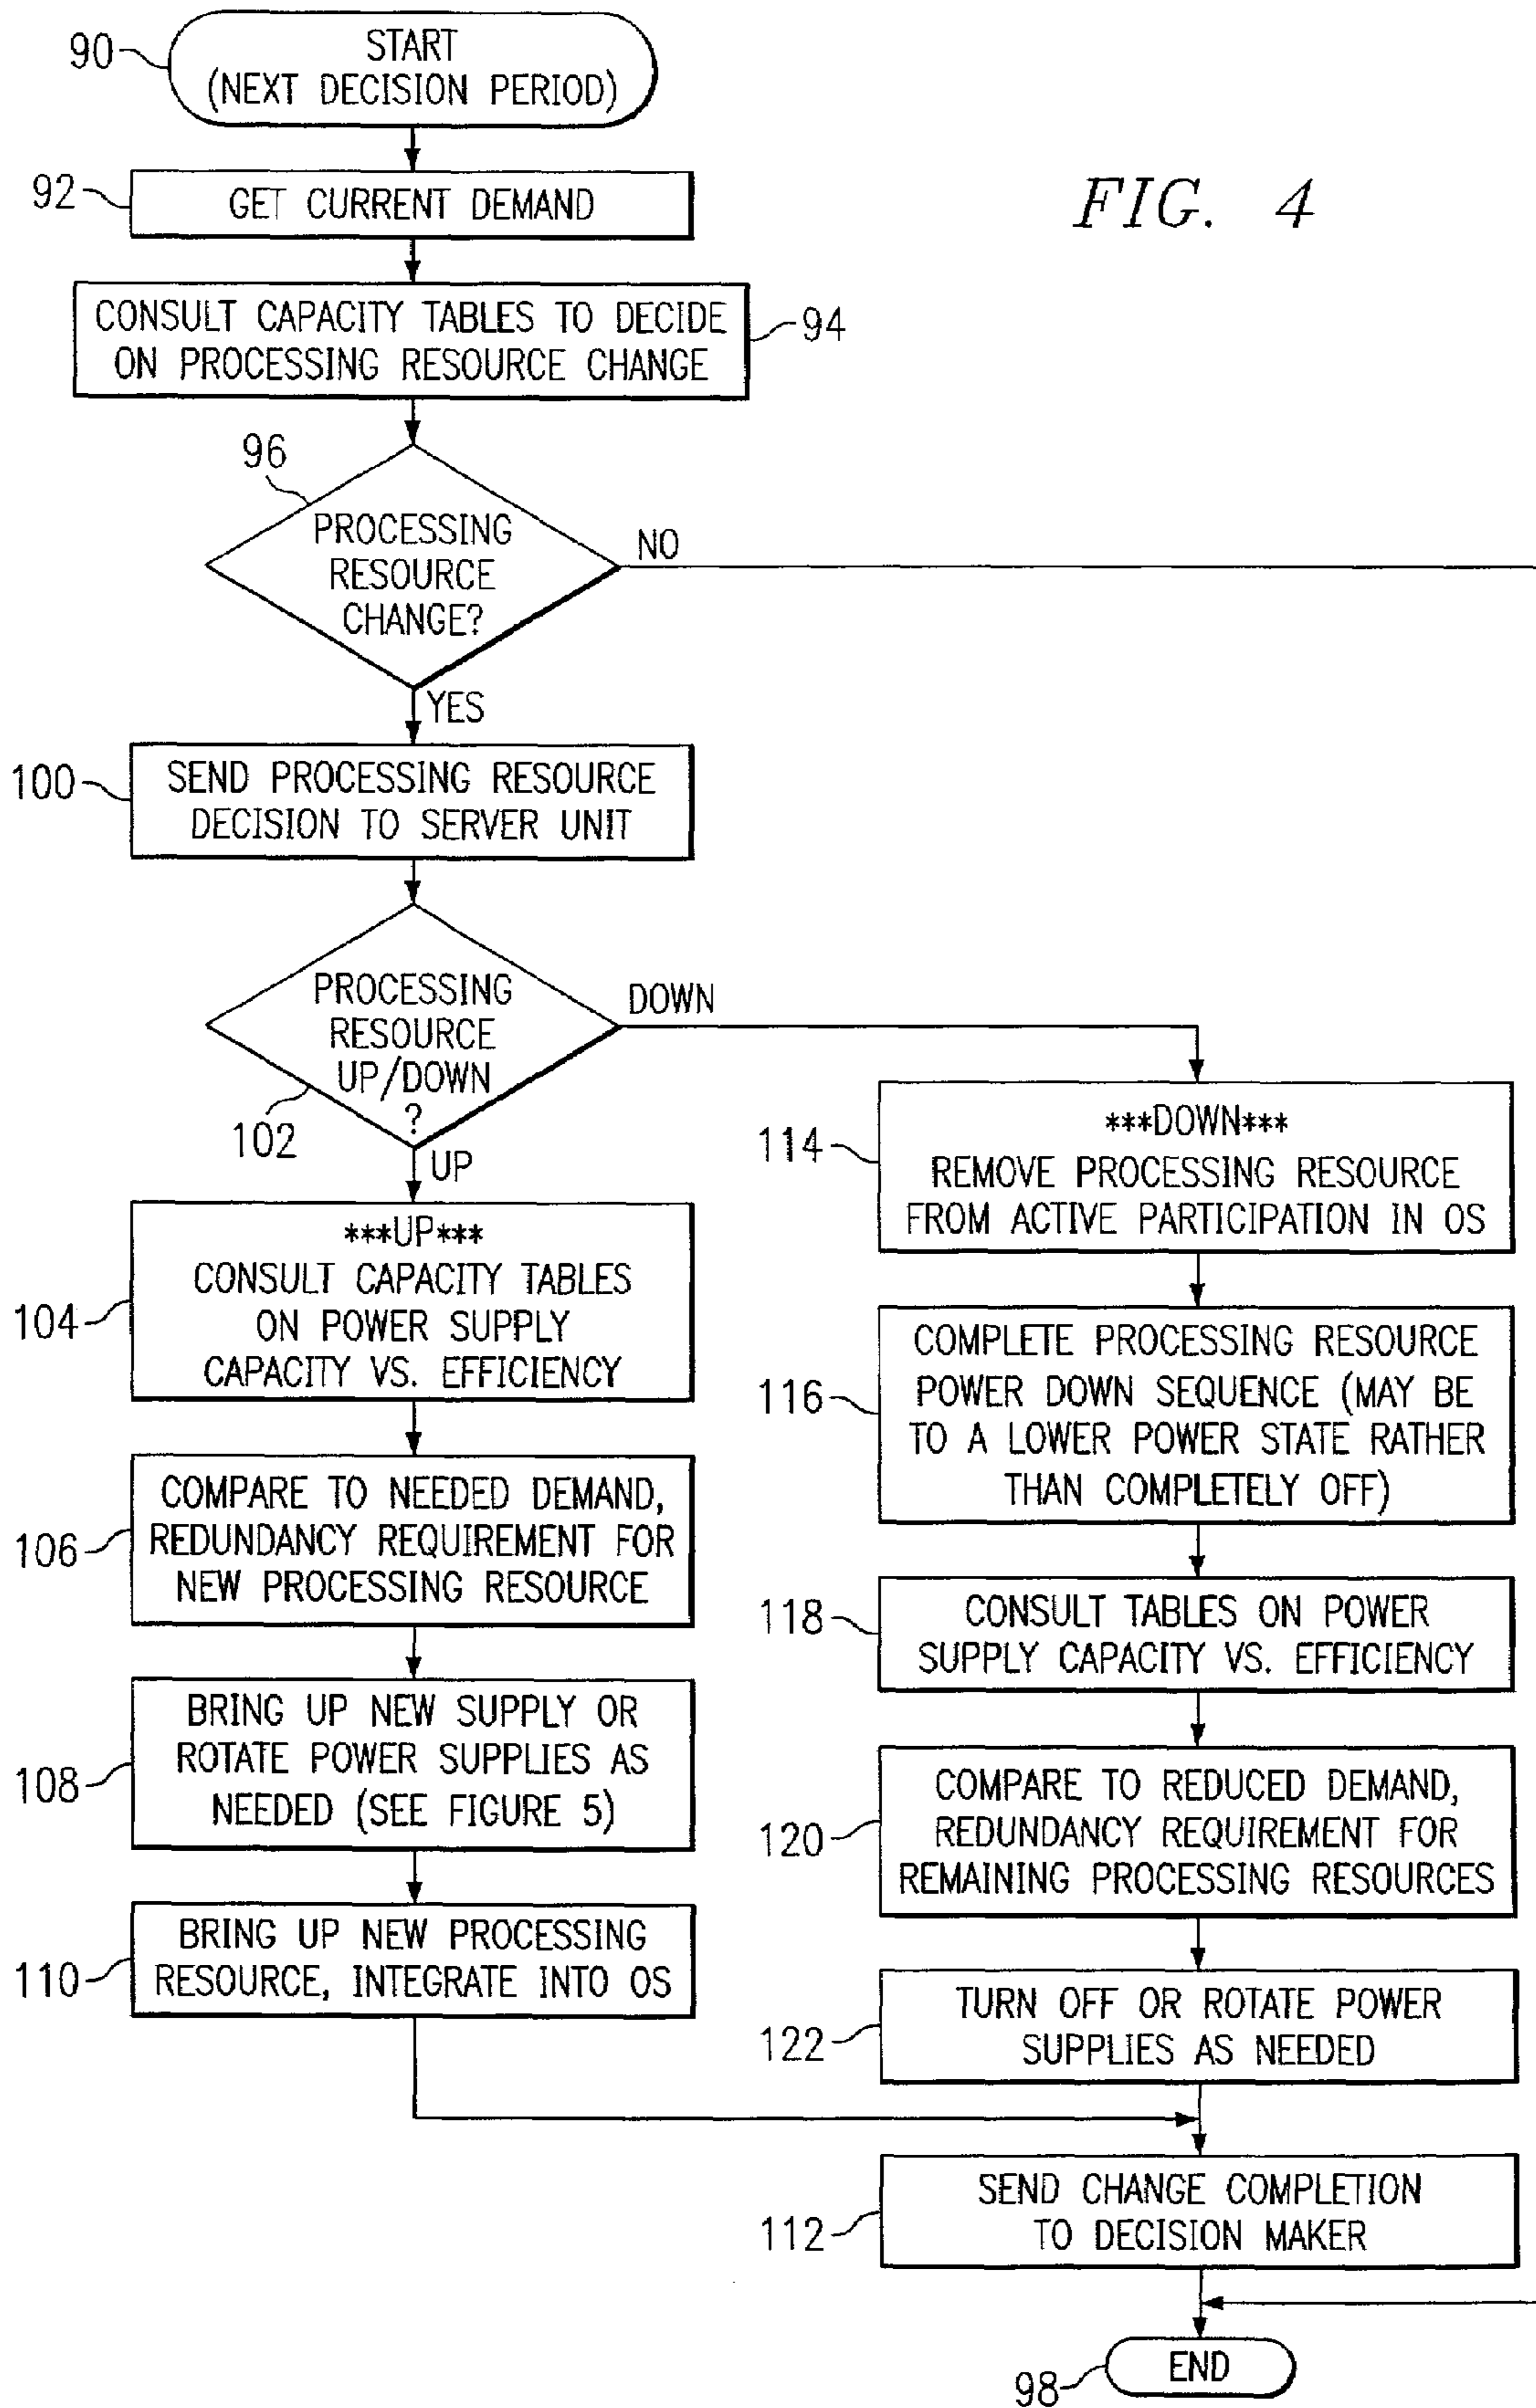 FIG. 4
90
START
(NEXT DECISION PERIOD)
92
GET CURRENT DEMAND
CONSULT CAPACITY TABLES TO DECIDE
ON PROCESSING RESOURCE CHANGE
94
96
PROCESSING
RESOURCE
CHANGE?
NO
YES
100
SEND PROCESSING RESOURCE
DECISION TO SERVER UNIT
PROCESSING
RESOURCE
UP/DOWN
?
102
DOWN
UP
104
***UP***
CONSULT CAPACITY TABLES
ON POWER SUPPLY
CAPACITY VS. EFFICIENCY
106
COMPARE TO NEEDED DEMAND,
REDUNDANCY REQUIREMENT FOR
NEW PROCESSING RESOURCE
108
BRING UP NEW SUPPLY OR
ROTATE POWER SUPPLIES AS
NEEDED (SEE FIGURE 5)
110
BRING UP NEW PROCESSING
RESOURCE, INTEGRATE INTO OS
114
***DOWN***
REMOVE PROCESSING RESOURCE
FROM ACTIVE PARTICIPATION IN OS
116
COMPLETE PROCESSING RESOURCE
POWER DOWN SEQUENCE (MAY BE
TO A LOWER POWER STATE RATHER
THAN COMPLETELY OFF)
118
CONSULT TABLES ON POWER
SUPPLY CAPACITY VS. EFFICIENCY
120
COMPARE TO REDUCED DEMAND,
REDUNDANCY REQUIREMENT FOR
REMAINING PROCESSING RESOURCES
122
TURN OFF OR ROTATE POWER
SUPPLIES AS NEEDED
112
SEND CHANGE COMPLETION
TO DECISION MAKER
98
END